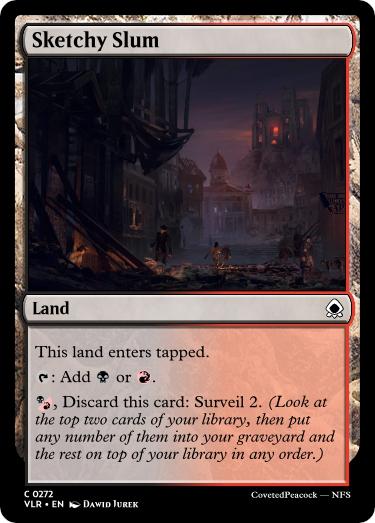 Sketchy Slum
Land
This land enters tapped.
: Add or .
, Discard this card: Surveil 2. (Look at
the top two cards of your library, then put
any number of them into your graveyard and
the rest on top of your library in any order.)
C 0272
VLR • EN Dawid Jurek
CovetedPeacock — NFS